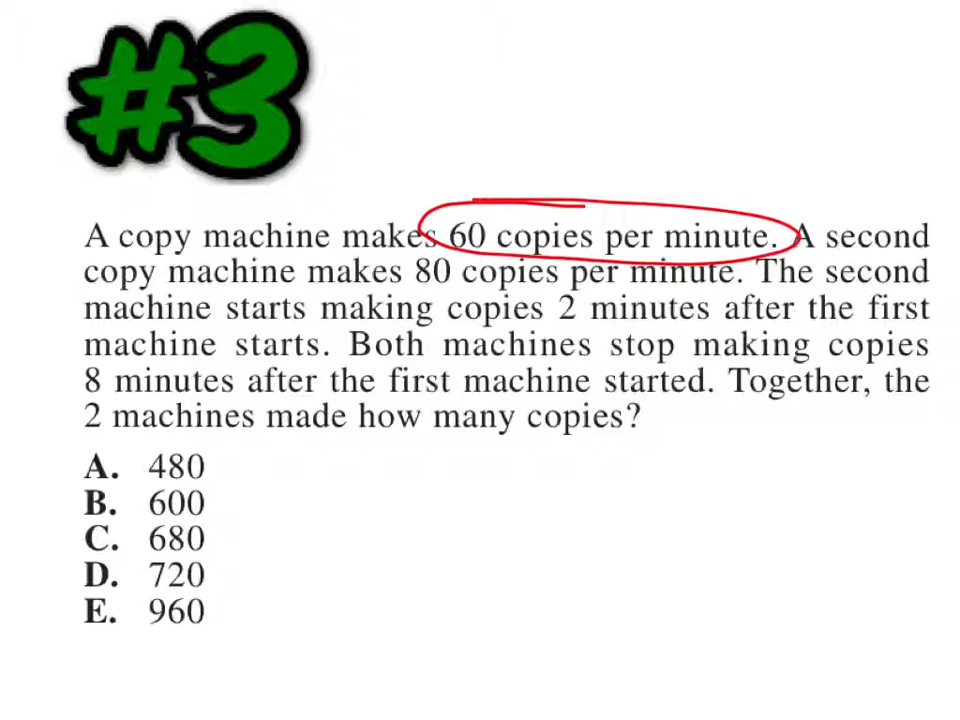 #3
A copy machine makes 60 copies per minute. A second
copy machine makes 80 copies per minute. The second
machine starts making copies 2 minutes after the first
machine starts. Both machines stop making copies
8 minutes after the first machine started. Together, the
2 machines made how many copies?
A. 480
B. 600
C. 680
D. 720
E. 960